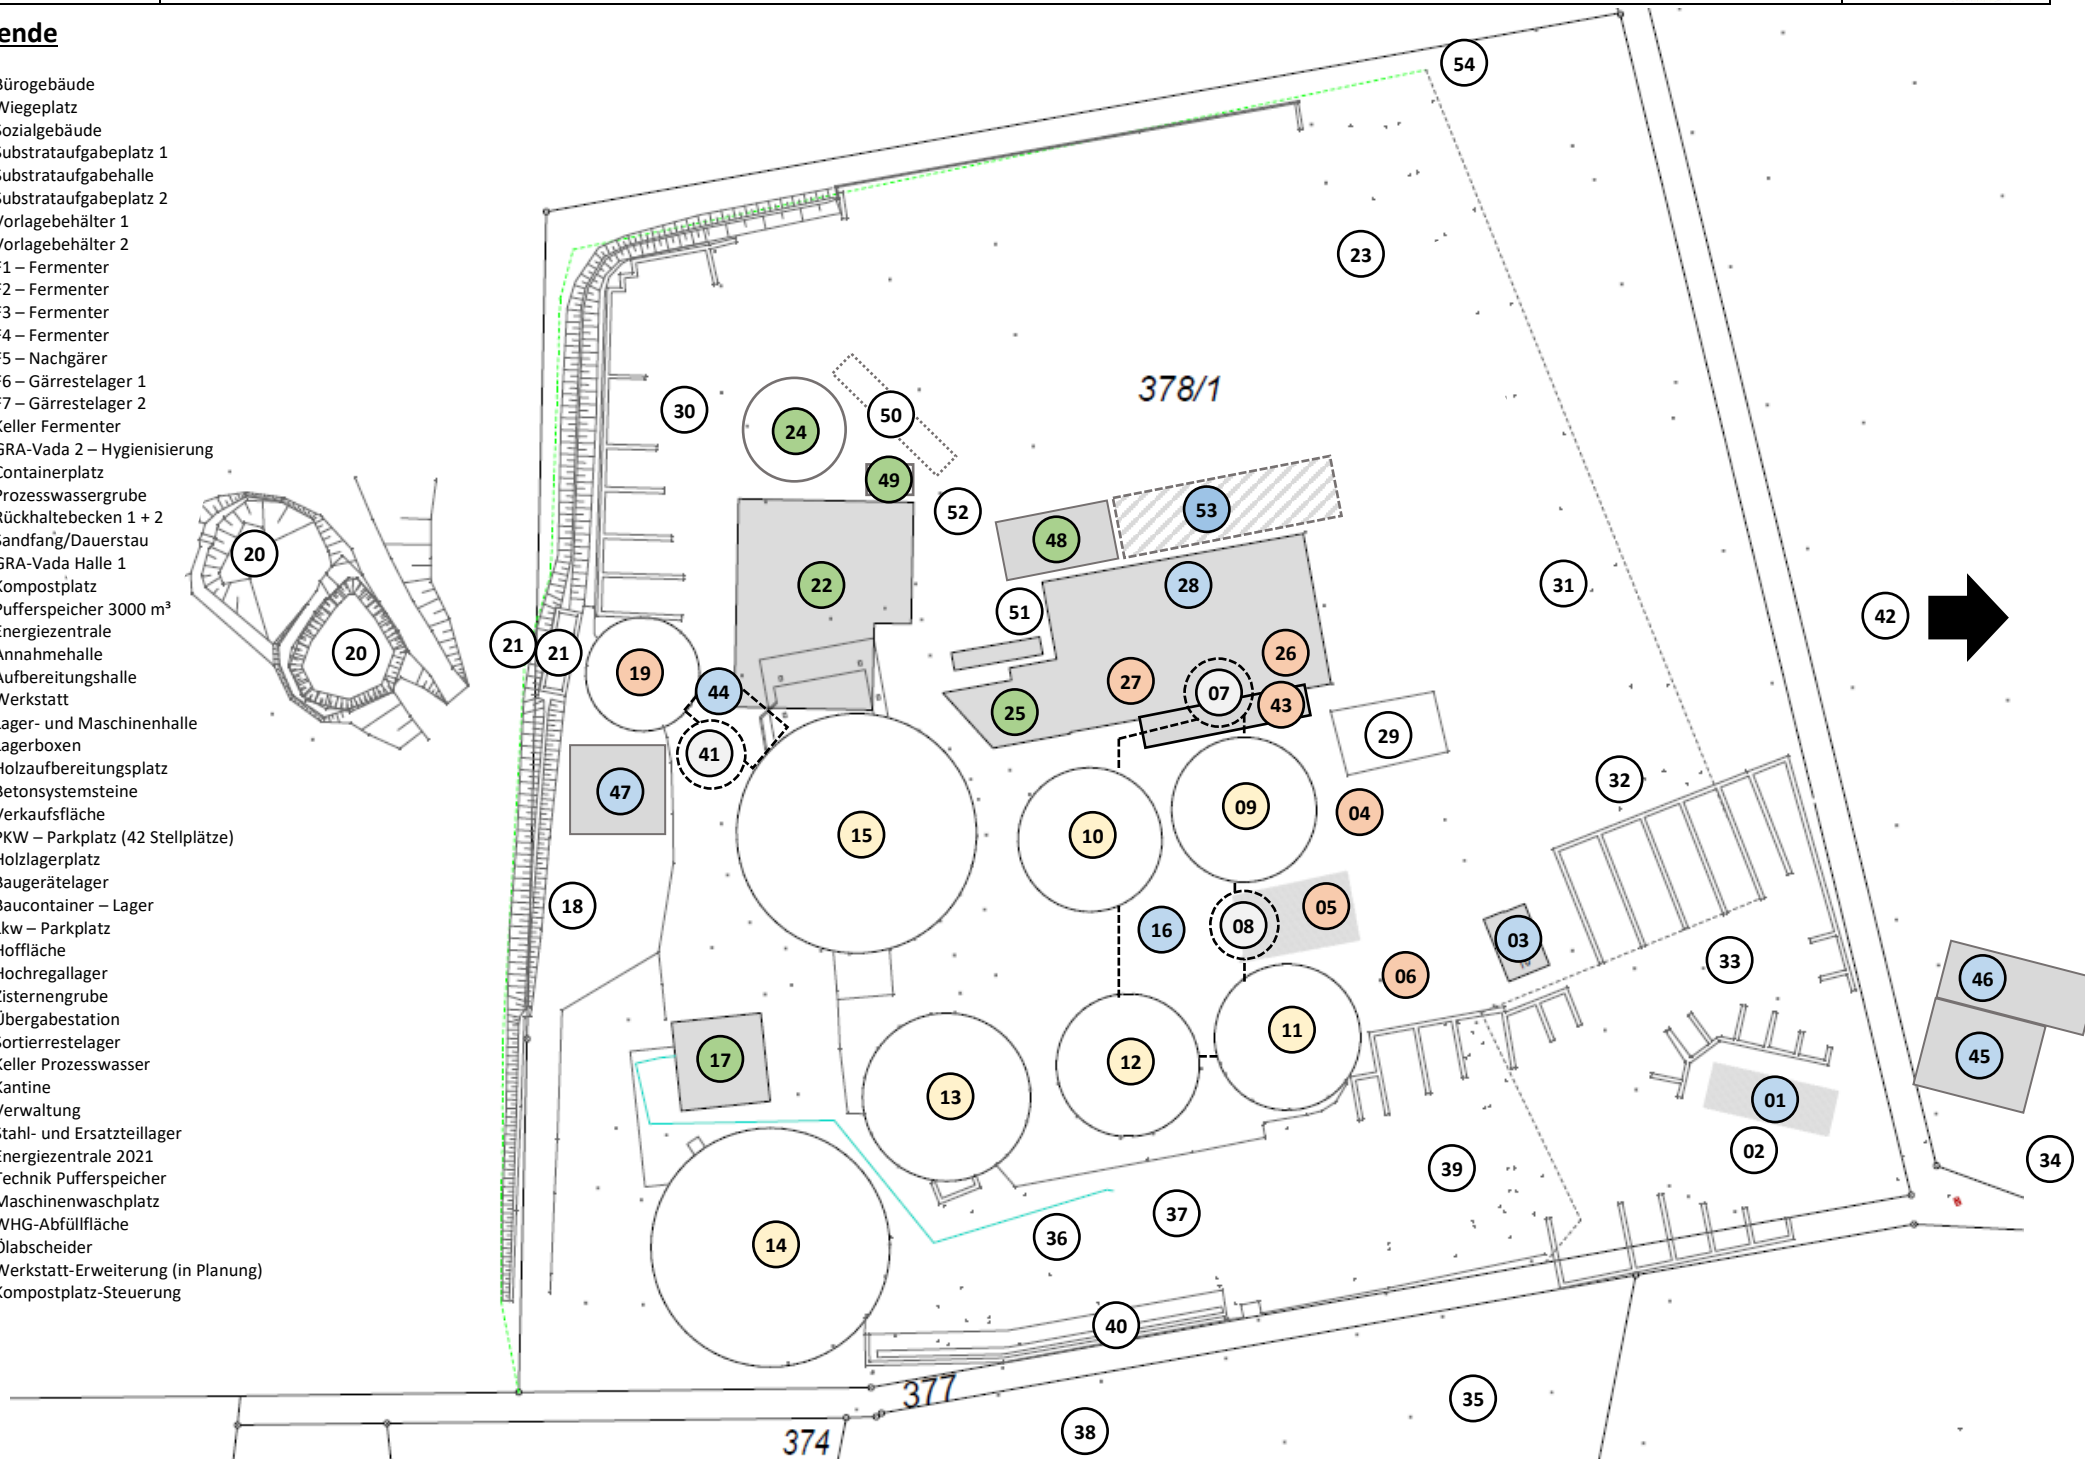 ende
Bürogebäude
Wiegeplatz
Sozialgebäude
Substrataufgabeplatz 1
Substrataufgabehalle
Substrataufgabeplatz 2
Vorlagebehälter 1
Vorlagebehälter 2
F1 – Fermenter
F2 – Fermenter
F3 – Fermenter
F4 – Fermenter
F5 – Nachgärer
F6 – Gärrestelager 1
F7 – Gärrestelager 2
Keller Fermenter
GRA-Vada 2 – Hygienisierung
Containerplatz
Prozesswassergrube
Rückhaltebecken 1 + 2
Sandfang/Dauerstau
GRA-Vada Halle 1
Kompostplatz
Pufferspeicher 3000 m³
Energiezentrale
Annahmehalle
Aufbereitungshalle
Werkstatt
Lager- und Maschinenhalle
Lagerboxen
Holzaufbereitungsplatz
Betonsystemsteine
Verkaufsfläche
PKW – Parkplatz (42 Stellplätze)
Holzlagerplatz
Baugerätelager
Baucontainer – Lager
Lkw – Parkplatz
Hoffläche
Hochregallager
Zisternengrube
Übergabestation
Sortierrestelager
Keller Prozesswasser
Kantine
Verwaltung
Stahl- und Ersatzteillager
Energiezentrale 2021
Technik Pufferspeicher
Maschinenwaschplatz
WHG-Abfüllfläche
Ölabscheider
Werkstatt-Erweiterung (in Planung)
Kompostplatz-Steuerung
54
23
378/1
30
50
24
49
52
53
48
20
22
28
31
51
42
21
21
20
19
44
27
07
26
43
25
41
29
47
32
15
10
09
04
18
16
08
05
03
06
33
46
17
12
11
45
13
01
02
34
39
14
36
37
40
377
35
38
374